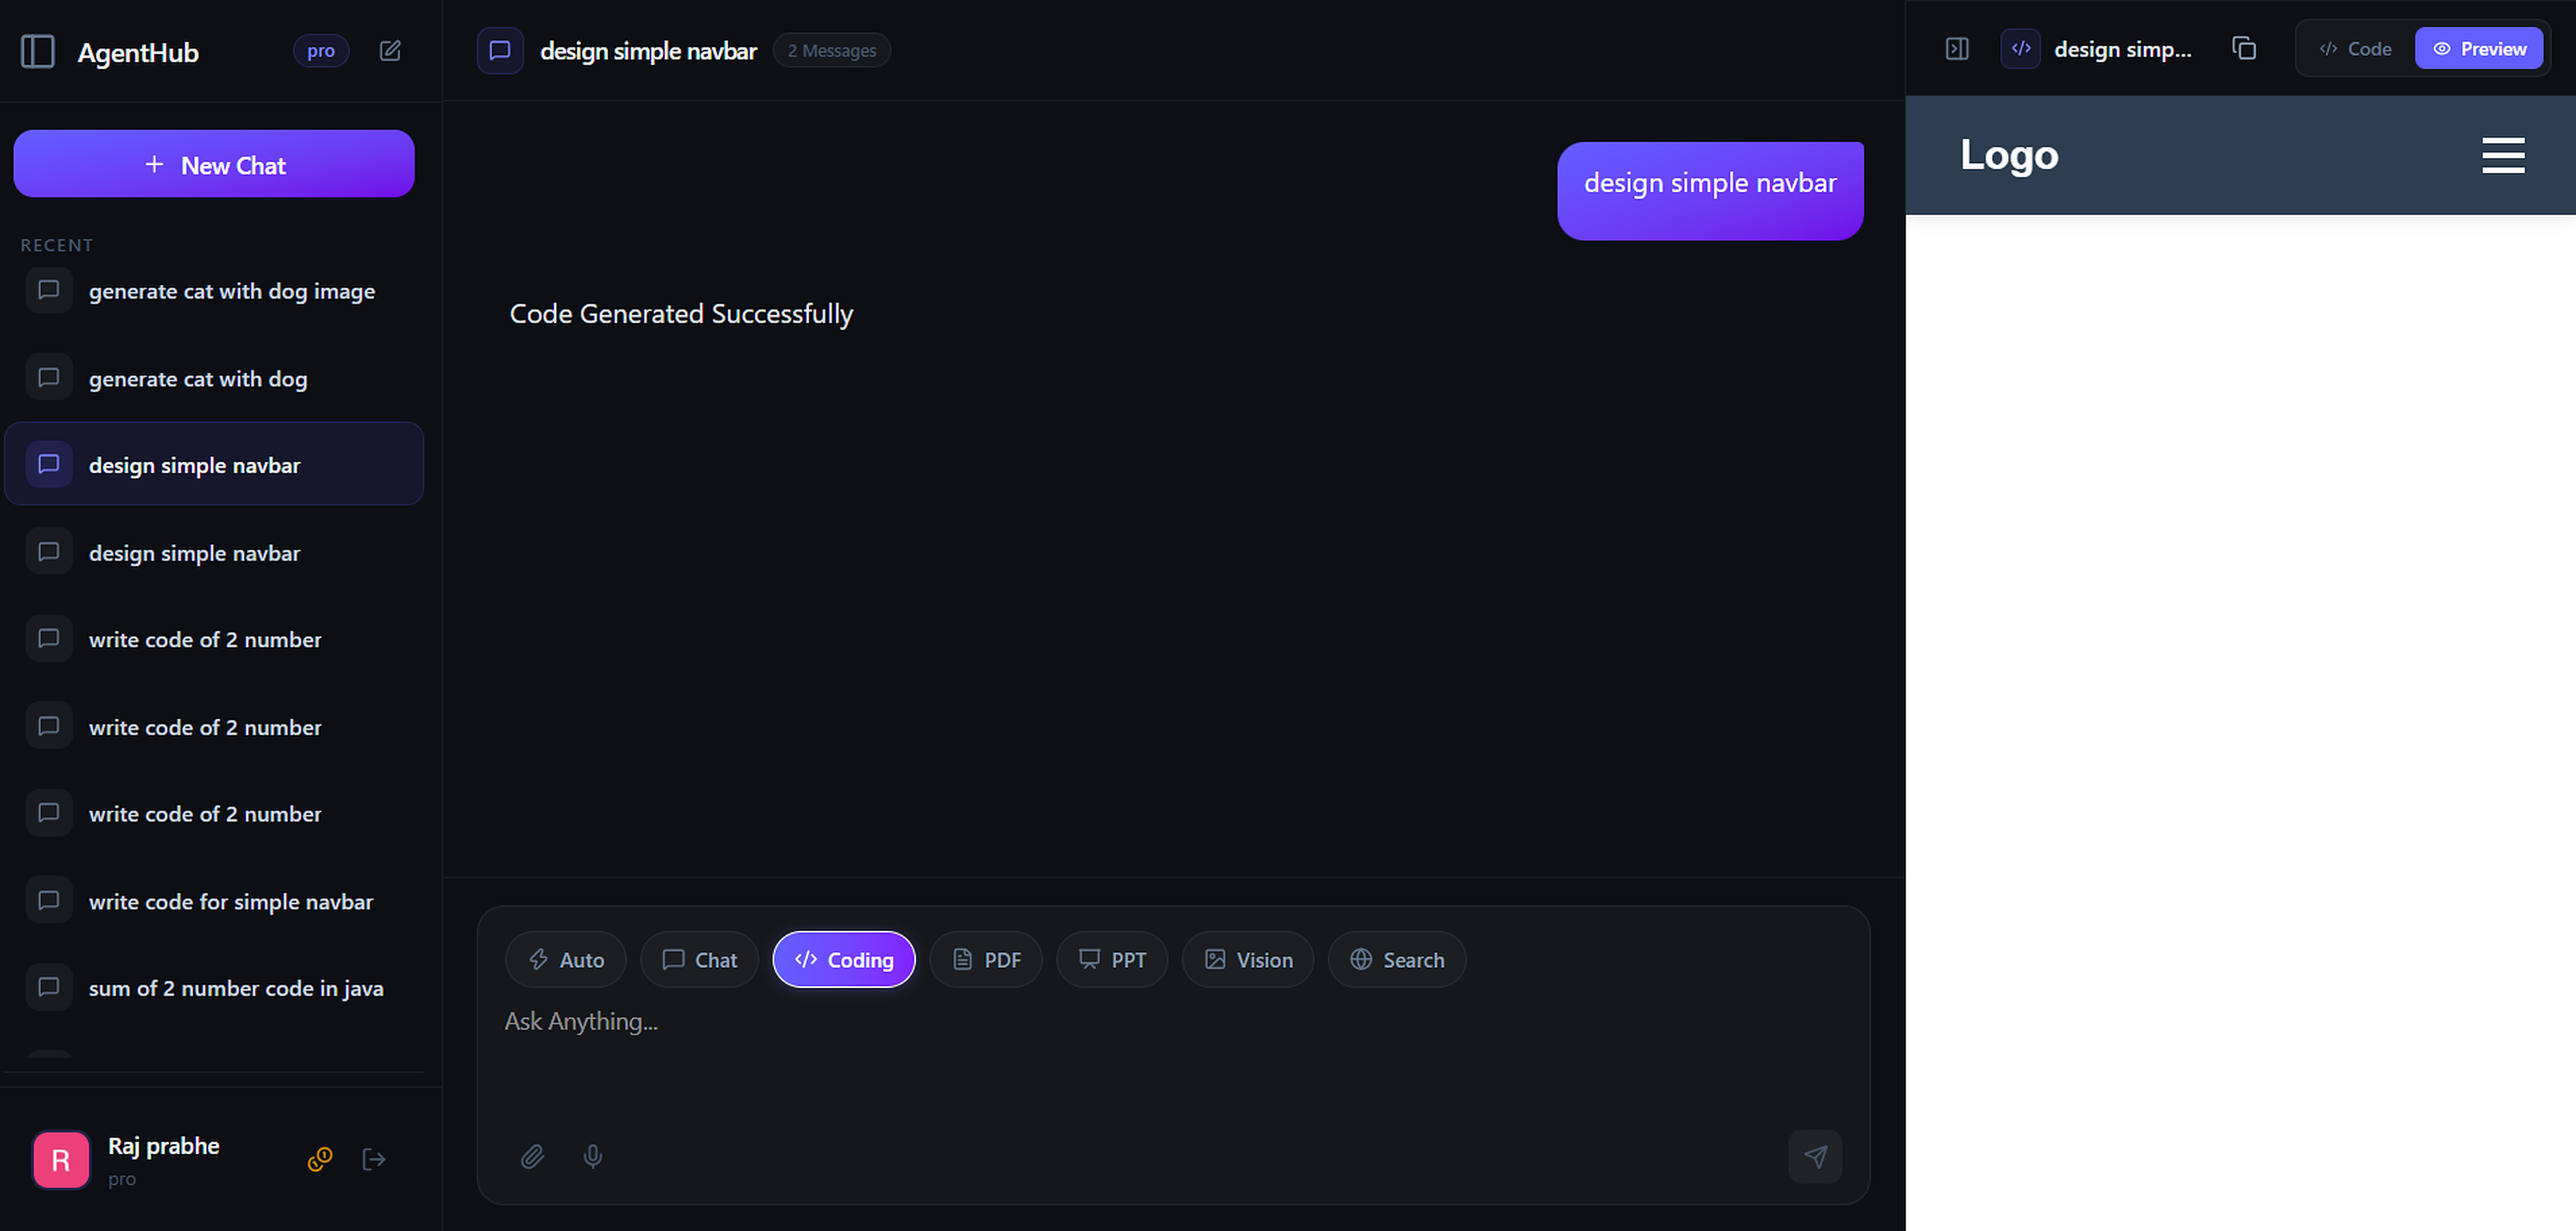 AgentHub
pro
New Chat
RECENT
generate cat with dog image
generate cat with dog
design simple navbar
design simple navbar
write code of 2 number
write code of 2 number
write code of 2 number
write code for simple navbar
sum of 2 number code in java
R
Raj prabhe
pro
design simple navbar
2 Messages
design simple navbar
Code Generated Successfully
Auto
Chat
Coding
PDF
PPT
Vision
Search
Ask Anything...
design simp...
Code
Preview
Logo